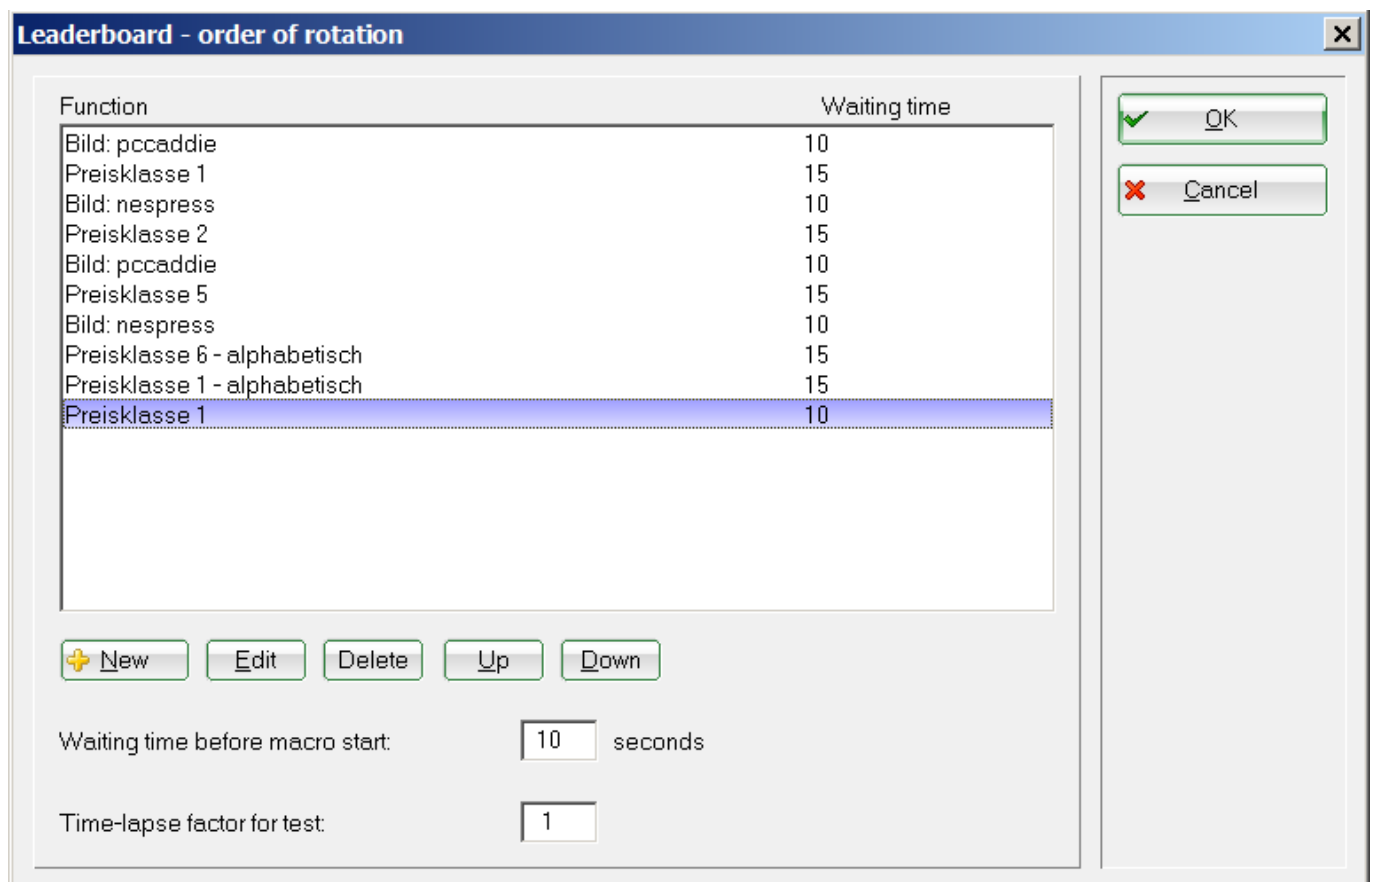 Leaderboard - order of rotation
Function Waiting time
Bild: pccaddie 10
Preisklasse 1 15
Bild: nespress 10
Preisklasse 2 15
Bild: pccaddie 10
Preisklasse 5 15
Bild: nespress 10
Preisklasse 6 - alphabetisch 15
Preisklasse 1 - alphabetisch 15
Preisklasse 1 10
New Edit Delete Up Down
Waiting time before macro start: 10 seconds
Time-lapse factor for test: 1
OK
Cancel